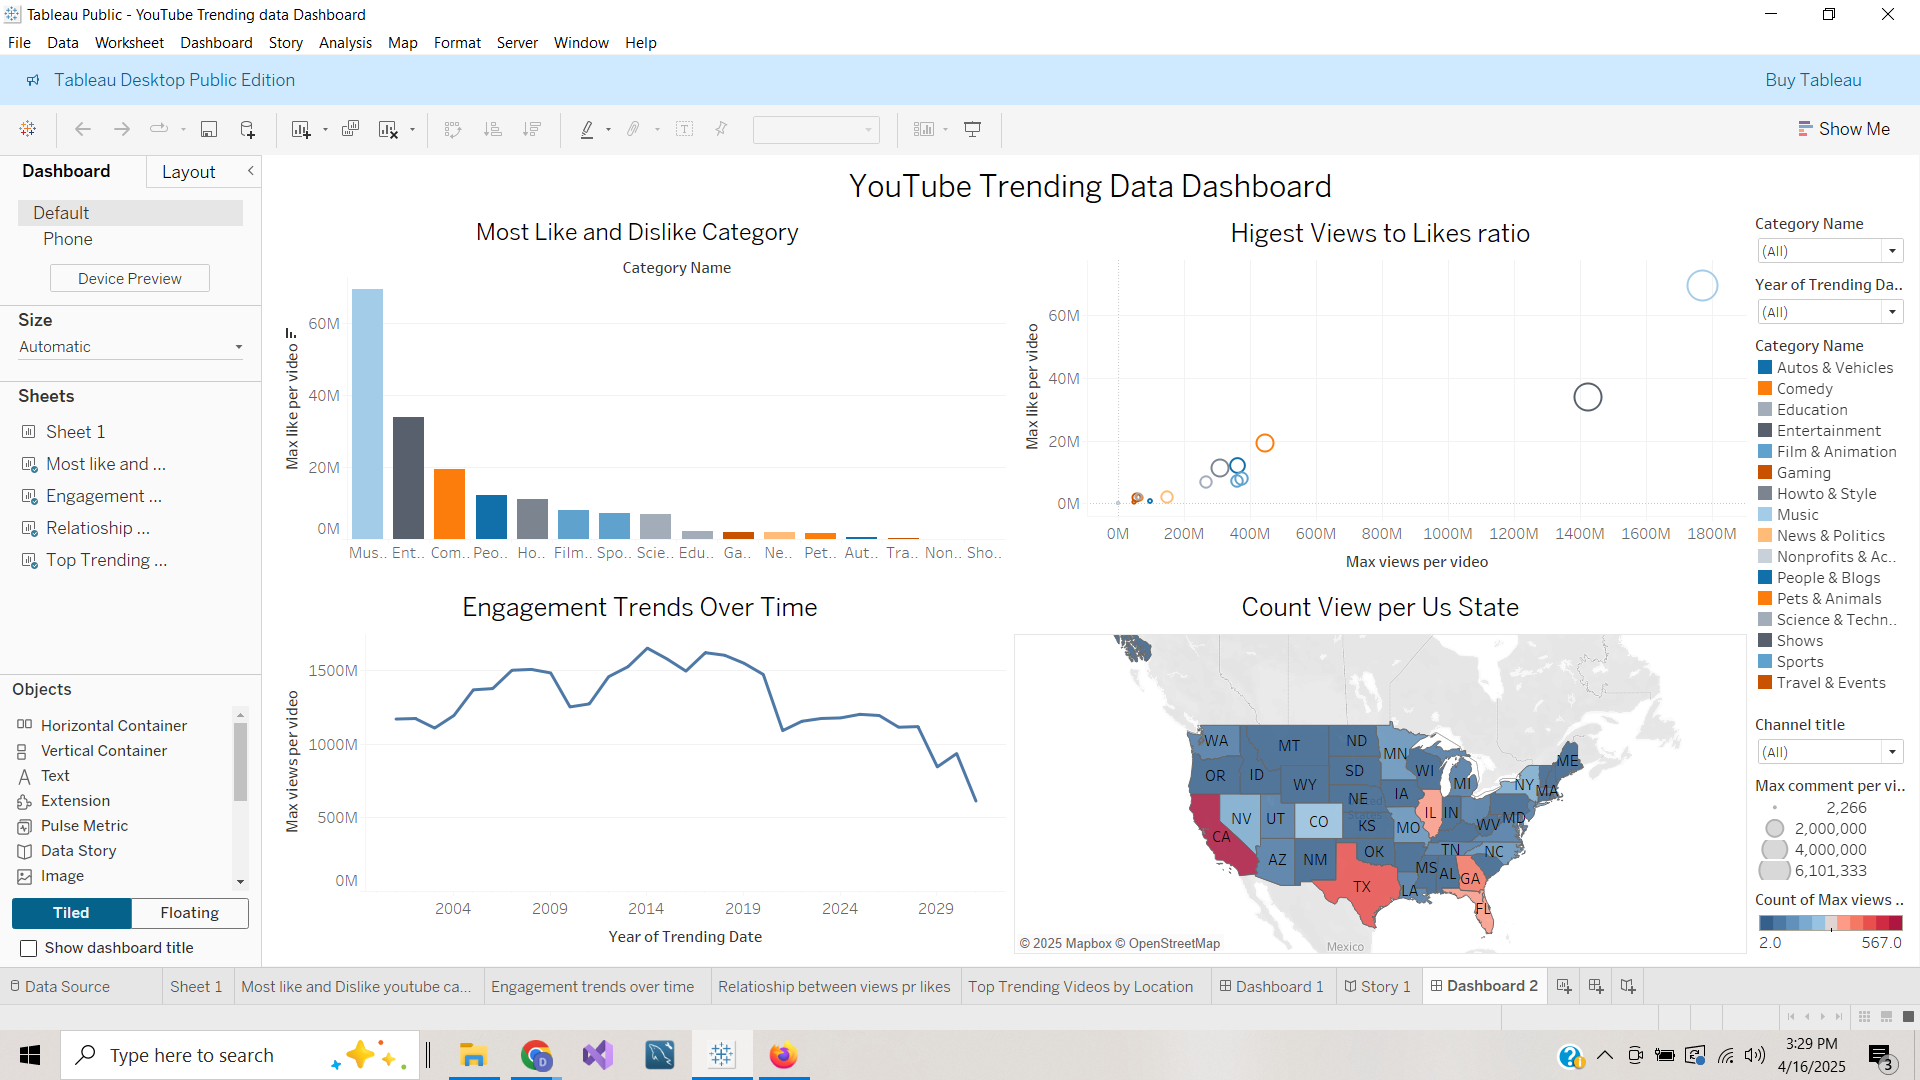 Tableau Public - YouTube Trending data Dashboard
File Data Worksheet Dashboard Story Analysis Map Format Server Window Help
Tableau Desktop Public Edition
Buy Tableau
Show Me
Dashboard
Layout
Default
Phone
Device Preview
Size
Automatic
Sheets
Sheet 1
Most like and ...
Engagement ...
Relatioship ...
Top Trending ...
Objects
Horizontal Container
Vertical Container
Text
Extension
Pulse Metric
Data Story
Image
Tiled
Floating
Show dashboard title
YouTube Trending Data Dashboard
Most Like and Dislike Category
Category Name
Max like per video
60M
40M
20M
0M
Mus.. Ent.. Com.. Peo.. Ho.. Film.. Spo.. Scie.. Edu.. Ga.. Ne.. Pet.. Aut.. Tra.. Non.. Sho..
Higest Views to Likes ratio
Max like per video
60M
40M
20M
0M
0M 200M 400M 600M 800M 1000M 1200M 1400M 1600M 1800M
Max views per video
Engagement Trends Over Time
Max views per video
1500M
1000M
500M
0M
2004 2009 2014 2019 2024 2029
Year of Trending Date
Count View per Us State
WA MT ND MN
OR ID WY SD WI MI NY ME MA
NE IA
NV UT CO KS MO IL IN WV MD
CA AZ NM OK TN NC
TX LA MS AL GA
FL
Mexico
© 2025 Mapbox © OpenStreetMap
Category Name
(All)
Year of Trending Da..
(All)
Category Name
Autos & Vehicles
Comedy
Education
Entertainment
Film & Animation
Gaming
Howto & Style
Music
News & Politics
Nonprofits & Ac..
People & Blogs
Pets & Animals
Science & Techn..
Shows
Sports
Travel & Events
Channel title
(All)
Max comment per vi..
2,266
2,000,000
4,000,000
6,101,333
Count of Max views ..
2.0 567.0
Data Source
Sheet 1
Most like and Dislike youtube ca...
Engagement trends over time
Relatioship between views pr likes
Top Trending Videos by Location
Dashboard 1
Story 1
Dashboard 2
Type here to search
3:29 PM
4/16/2025
3